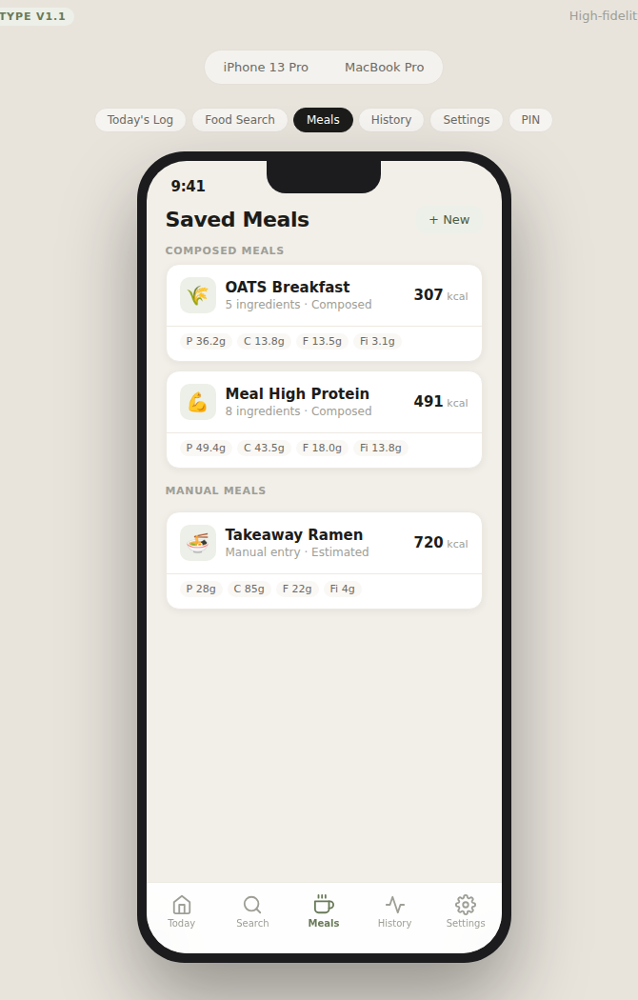 TYPE V1.1
High-fidelit
iPhone 13 Pro MacBook Pro
Today's Log Food Search Meals History Settings PIN
9:41
Saved Meals + New
COMPOSED MEALS
OATS Breakfast 307 kcal
5 ingredients · Composed
P 36.2g C 13.8g F 13.5g Fi 3.1g
Meal High Protein 491 kcal
8 ingredients · Composed
P 49.4g C 43.5g F 18.0g Fi 13.8g
MANUAL MEALS
Takeaway Ramen 720 kcal
Manual entry · Estimated
P 28g C 85g F 22g Fi 4g
Today Search Meals History Settings